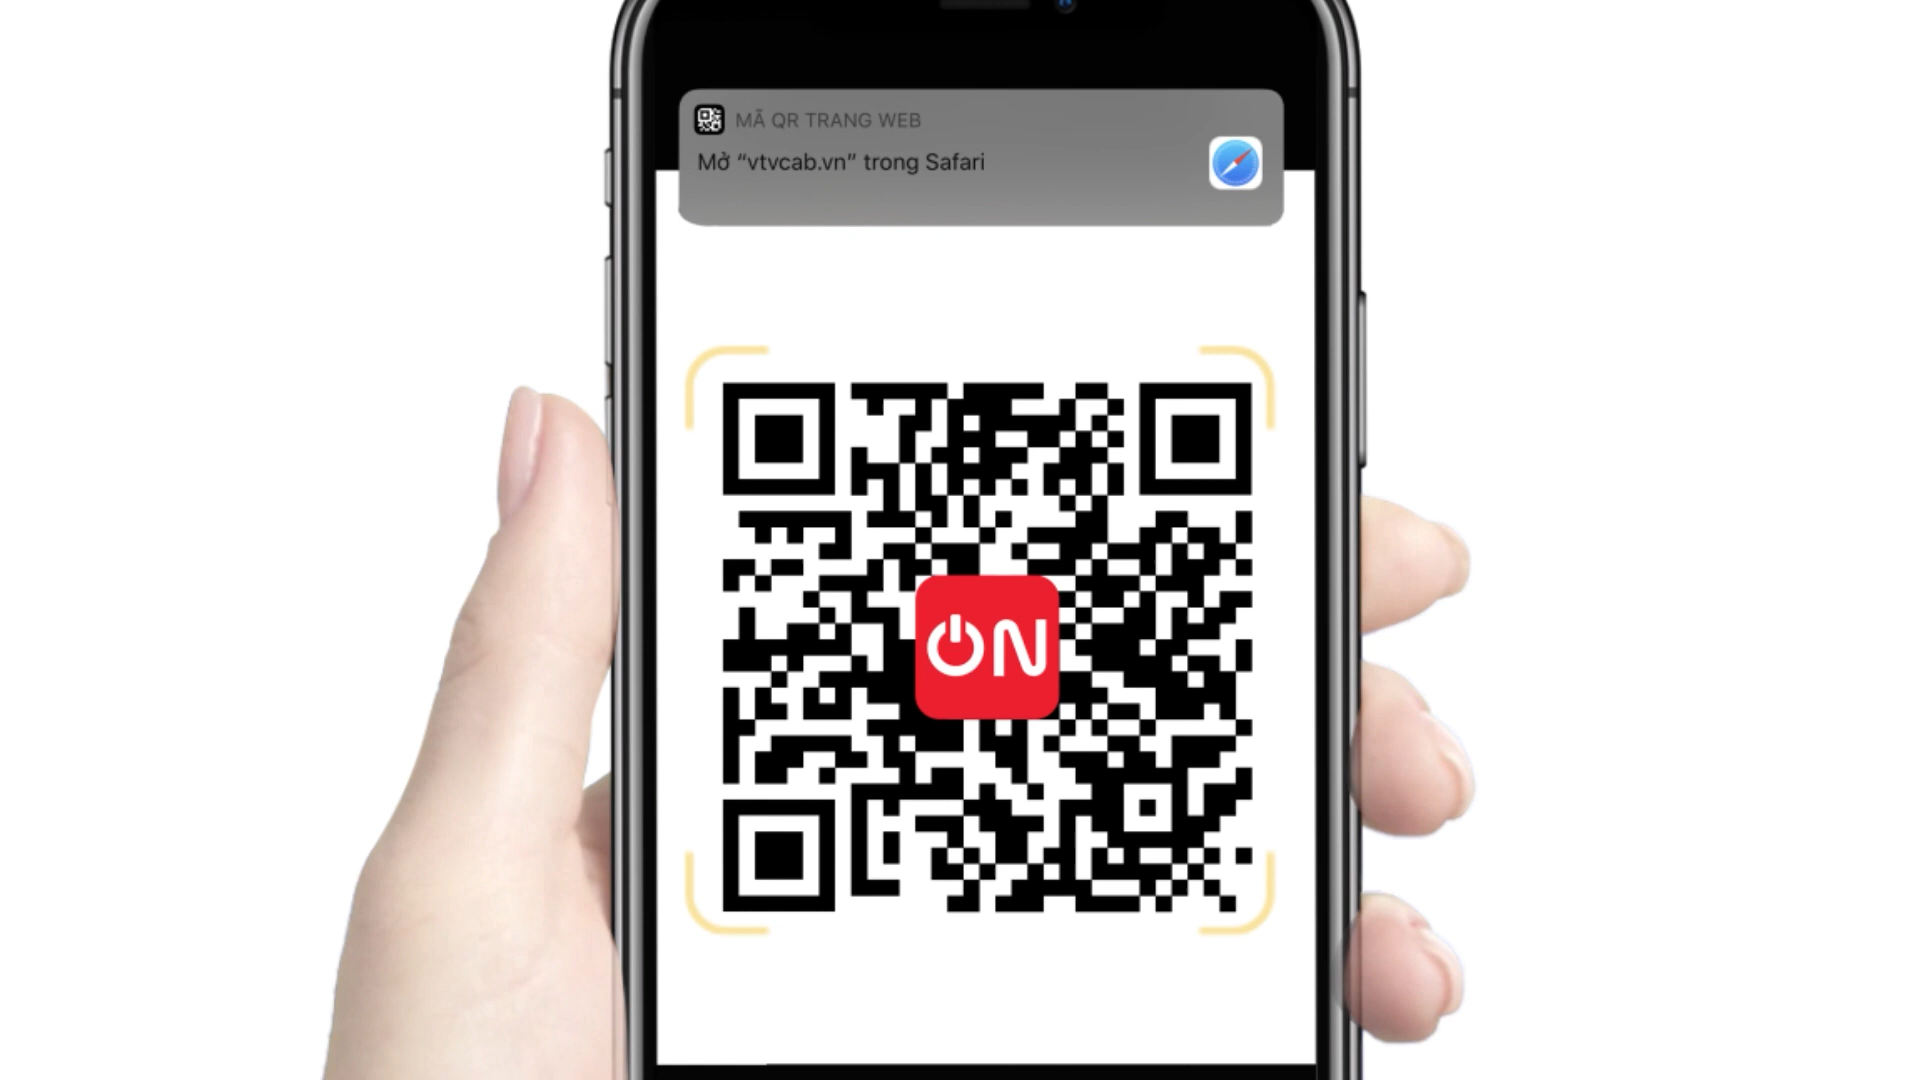 MÃ QR TRANG WEB
Mở “vtvcab.vn” trong Safari
ON